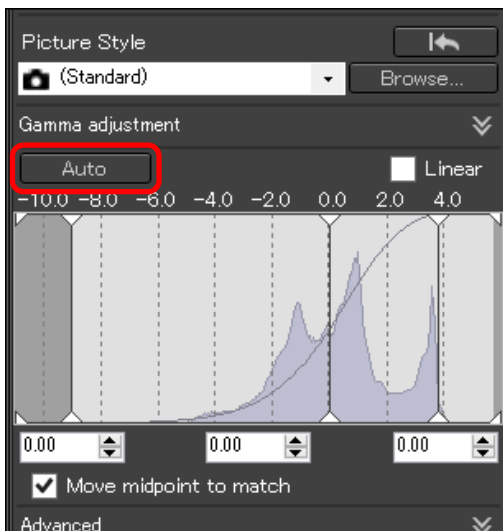 Picture Style
(Standard)
Browse...
Gamma adjustment
Auto
Linear
-10.0 -8.0 -6.0 -4.0 -2.0 0.0 2.0 4.0
0.00 0.00 0.00
Move midpoint to match
Advanced